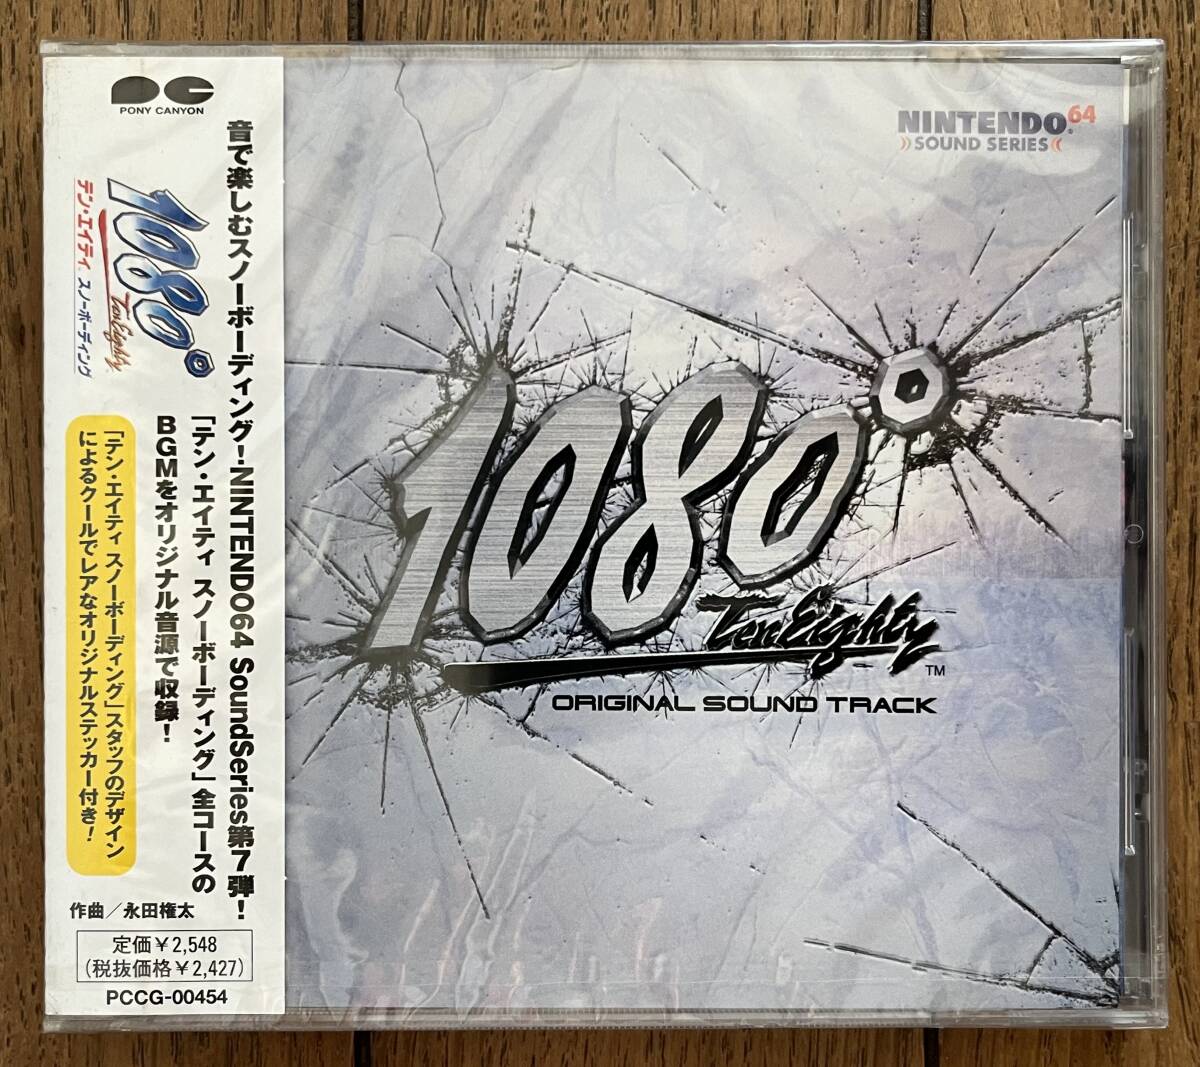 PONY CANYON
1080°
TenEighty
テン・エイティ スノーボーディング
音で楽しむスノーボーディング!NINTENDO64 SoundSeries第7弾!
「テン・エイティ スノーボーディング」全コースの
BGMをオリジナル音源で収録!
「テン・エイティ スノーボーディング」スタッフのデザイン
によるクールでレアなオリジナルステッカー付き!
作曲/永田権太
定価¥2,548
(税抜価格¥2,427)
PCCG-00454
NINTENDO®64
SOUND SERIES
1080°
TenEighty™
ORIGINAL SOUND TRACK